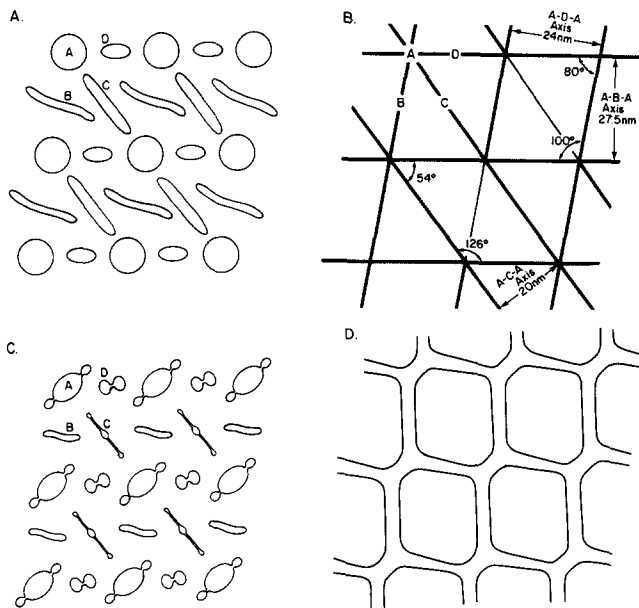 A.
A
D
B
C
B.
A-D-A
Axis
24nm
A
D
80°
B
C
A-B-A
Axis
27.5nm
100°
54°
126°
A-C-A
Axis
20nm
C.
A
D
B
C
D.